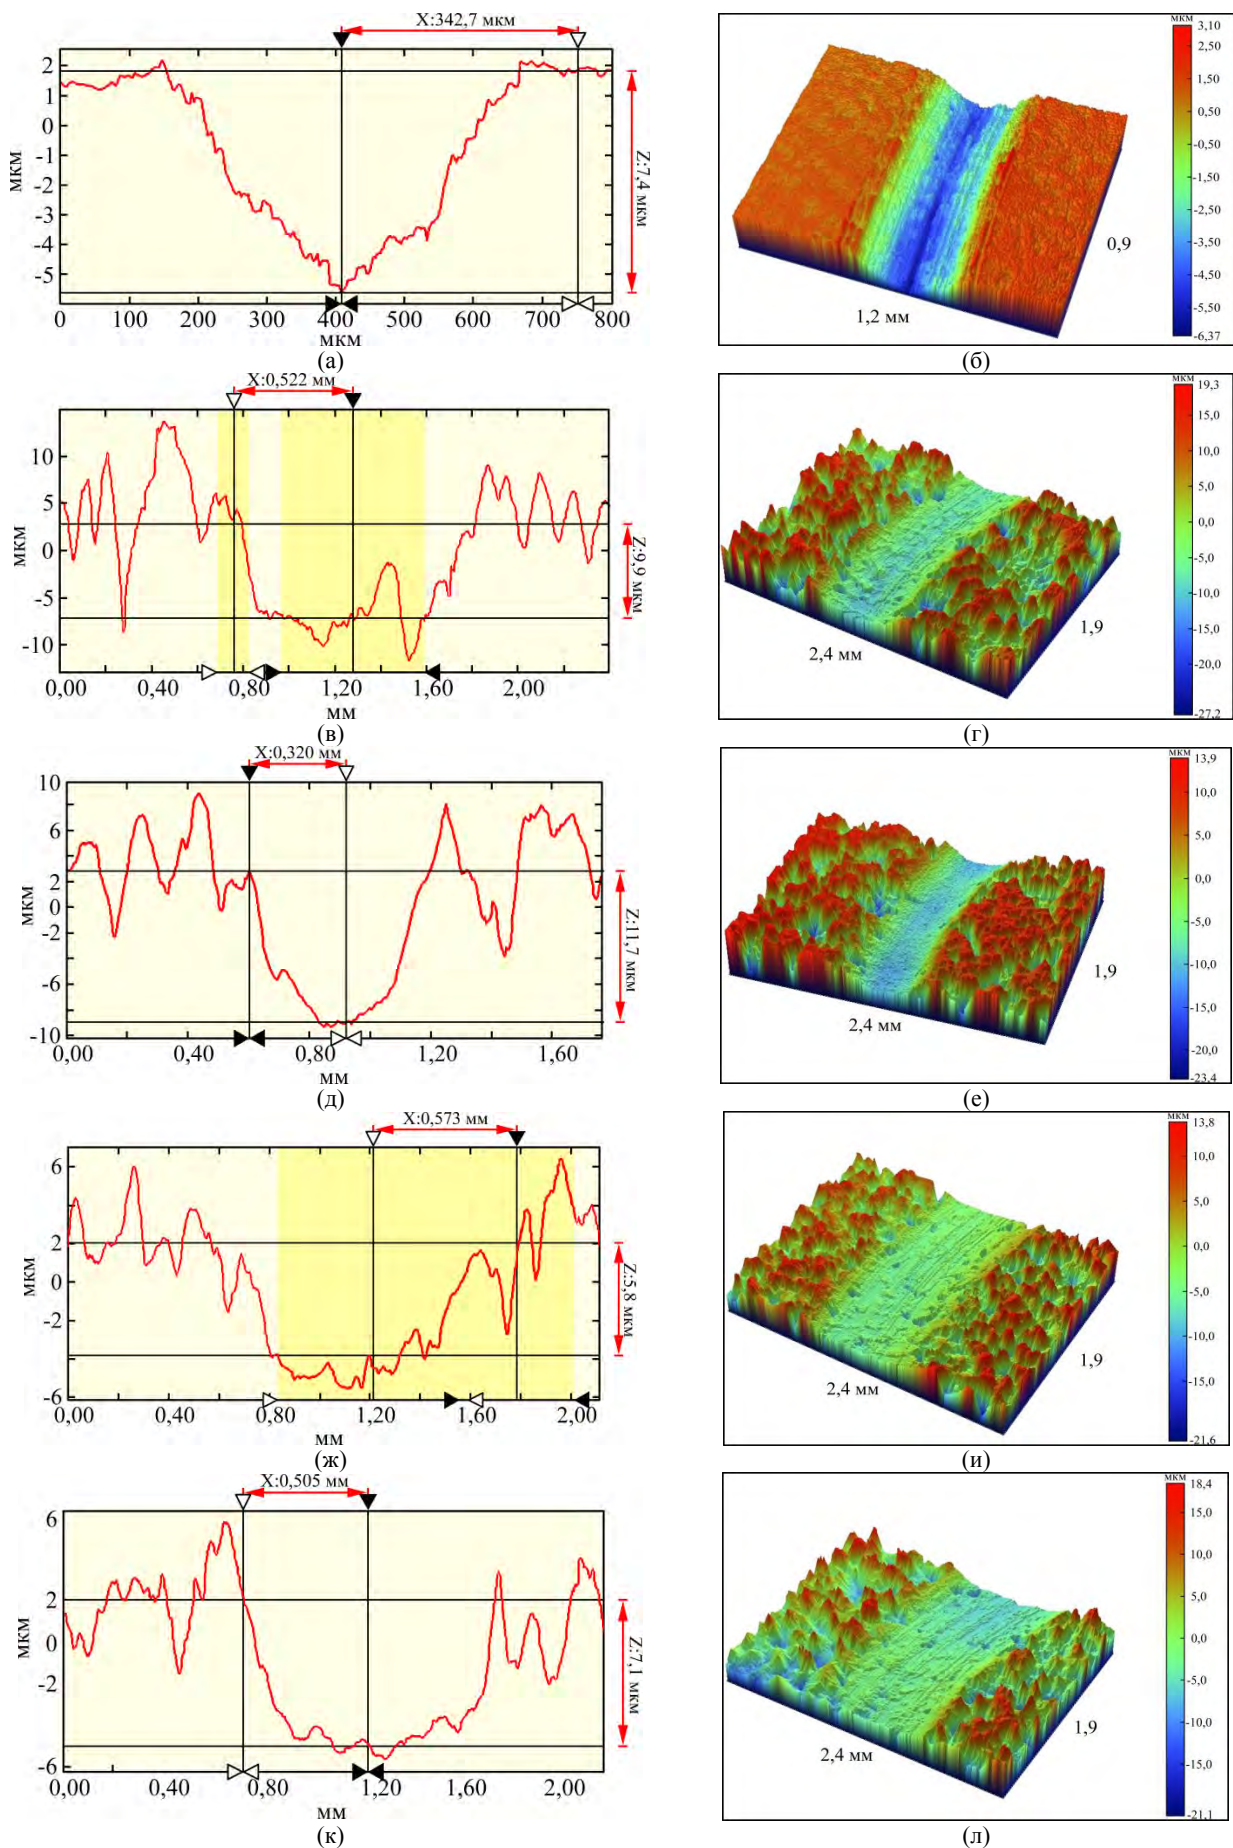 X:342,7 мкм
2
1
0
-1
-2
-3
-4
-5
мкм
Z:7,4 мкм
0 100 200 300 400 500 600 700 800
мкм
(а)
мкм
3,10
2,50
1,50
0,50
-0,50
-1,50
-2,50
-3,50
-4,50
-5,50
-6,37
0,9
1,2 мм
(б)
X:0,522 мм
10
5
0
-5
-10
мкм
Z:9,9 мкм
0,00 0,40 0,80 1,20 1,60 2,00
мм
(в)
мкм
19,3
15,0
10,0
5,0
0,0
-5,0
-10,0
-15,0
-20,0
-27,2
1,9
2,4 мм
(г)
X:0,320 мм
10
6
2
0
-2
-6
-10
мкм
Z:11,7 мкм
0,00 0,40 0,80 1,20 1,60
мм
(д)
мкм
13,9
10,0
5,0
0,0
-5,0
-10,0
-15,0
-20,0
-23,4
1,9
2,4 мм
(е)
X:0,573 мм
6
2
0
-2
-6
мкм
Z:5,8 мкм
0,00 0,40 0,80 1,20 1,60 2,00
мм
(ж)
мкм
13,8
5,0
0,0
-5,0
-10,0
-15,0
-21,6
1,9
2,4 мм
(и)
X:0,505 мм
6
2
0
-2
-6
мкм
Z:7,1 мкм
0,00 0,80 1,20 1,60 2,00
мм
(к)
мкм
18,4
10,0
5,0
0,0
-5,0
-10,0
-15,0
-21,1
1,9
2,4 мм
(л)